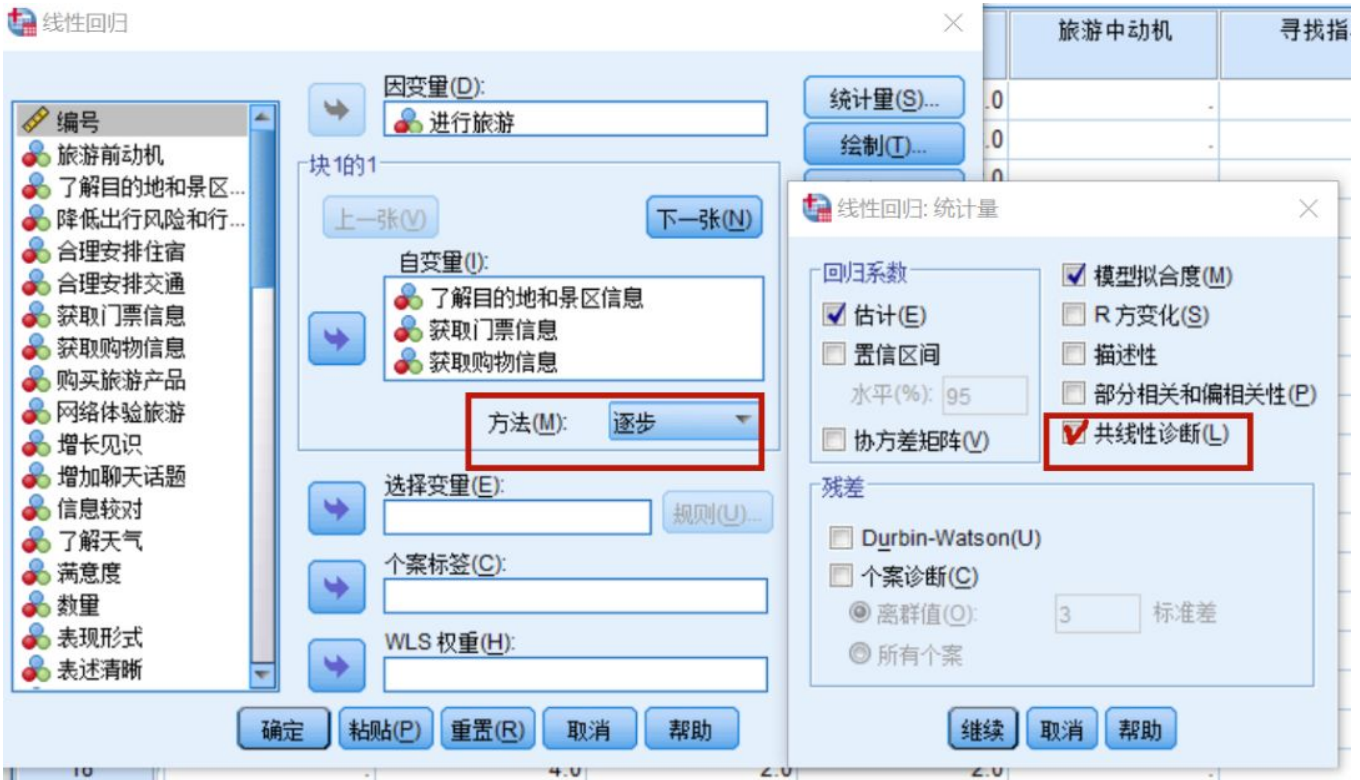 线性回归
旅游中动机
寻找指
因变量(D):
进行旅游
统计量(S)...
绘制(T)...
.0
.0
.0
编号
旅游前动机
了解目的地和景区...
降低出行风险和行...
合理安排住宿
合理安排交通
获取门票信息
获取购物信息
购买旅游产品
网络体验旅游
增长见识
增加聊天话题
信息较对
了解天气
满意度
数量
表现形式
表述清晰
块1的1
上一张(V)
下一张(N)
自变量(I):
了解目的地和景区信息
获取门票信息
获取购物信息
方法(M):
逐步
选择变量(E):
规则(U)...
个案标签(C):
WLS 权重(H):
确定
粘贴(P)
重置(R)
取消
帮助
线性回归: 统计量
回归系数
估计(E)
置信区间
水平(%): 95
协方差矩阵(V)
模型拟合度(M)
R 方变化(S)
描述性
部分相关和偏相关性(P)
共线性诊断(L)
残差
Durbin-Watson(U)
个案诊断(C)
离群值(O): 3 标准差
所有个案
继续
取消
帮助
4.0 2.0 2.0